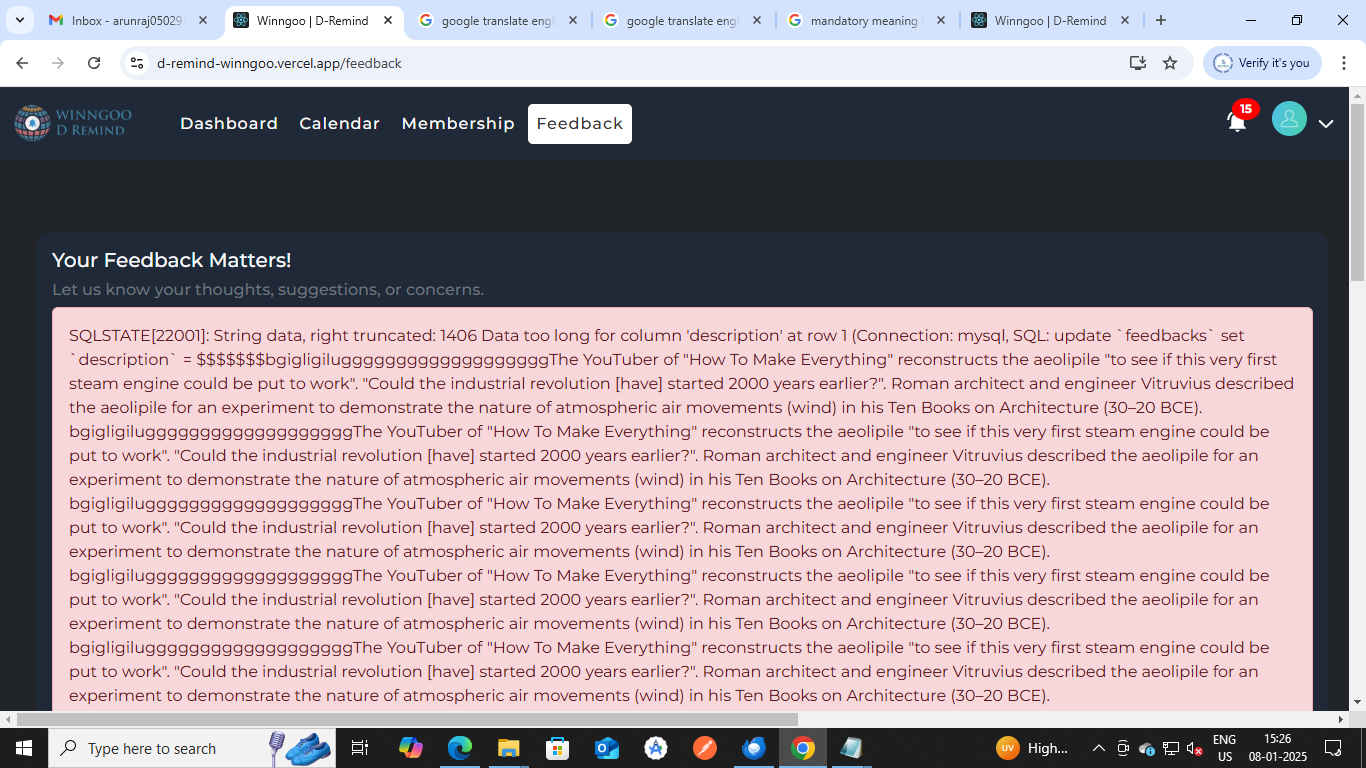 Inbox - arunraj05029
Winngoo | D-Remind
google translate eng
google translate eng
mandatory meaning i
Winngoo | D-Remind
d-remind-winngoo.vercel.app/feedback
Verify it's you
WINNGOO
D REMIND
Dashboard
Calendar
Membership
Feedback
15
Your Feedback Matters!
Let us know your thoughts, suggestions, or concerns.
SQLSTATE[22001]: String data, right truncated: 1406 Data too long for column 'description' at row 1 (Connection: mysql, SQL: update `feedbacks` set
`description` = $$$$$$$bgigligiluggggggggggggggggggggThe YouTuber of "How To Make Everything" reconstructs the aeolipile "to see if this very first
steam engine could be put to work". "Could the industrial revolution [have] started 2000 years earlier?". Roman architect and engineer Vitruvius described
the aeolipile for an experiment to demonstrate the nature of atmospheric air movements (wind) in his Ten Books on Architecture (30–20 BCE).
bgigligiluggggggggggggggggggggThe YouTuber of "How To Make Everything" reconstructs the aeolipile "to see if this very first steam engine could be
put to work". "Could the industrial revolution [have] started 2000 years earlier?". Roman architect and engineer Vitruvius described the aeolipile for an
experiment to demonstrate the nature of atmospheric air movements (wind) in his Ten Books on Architecture (30–20 BCE).
bgigligiluggggggggggggggggggggThe YouTuber of "How To Make Everything" reconstructs the aeolipile "to see if this very first steam engine could be
put to work". "Could the industrial revolution [have] started 2000 years earlier?". Roman architect and engineer Vitruvius described the aeolipile for an
experiment to demonstrate the nature of atmospheric air movements (wind) in his Ten Books on Architecture (30–20 BCE).
bgigligiluggggggggggggggggggggThe YouTuber of "How To Make Everything" reconstructs the aeolipile "to see if this very first steam engine could be
put to work". "Could the industrial revolution [have] started 2000 years earlier?". Roman architect and engineer Vitruvius described the aeolipile for an
experiment to demonstrate the nature of atmospheric air movements (wind) in his Ten Books on Architecture (30–20 BCE).
bgigligiluggggggggggggggggggggThe YouTuber of "How To Make Everything" reconstructs the aeolipile "to see if this very first steam engine could be
put to work". "Could the industrial revolution [have] started 2000 years earlier?". Roman architect and engineer Vitruvius described the aeolipile for an
experiment to demonstrate the nature of atmospheric air movements (wind) in his Ten Books on Architecture (30–20 BCE).
Type here to search
UV
High...
ENG
US
15:26
08-01-2025